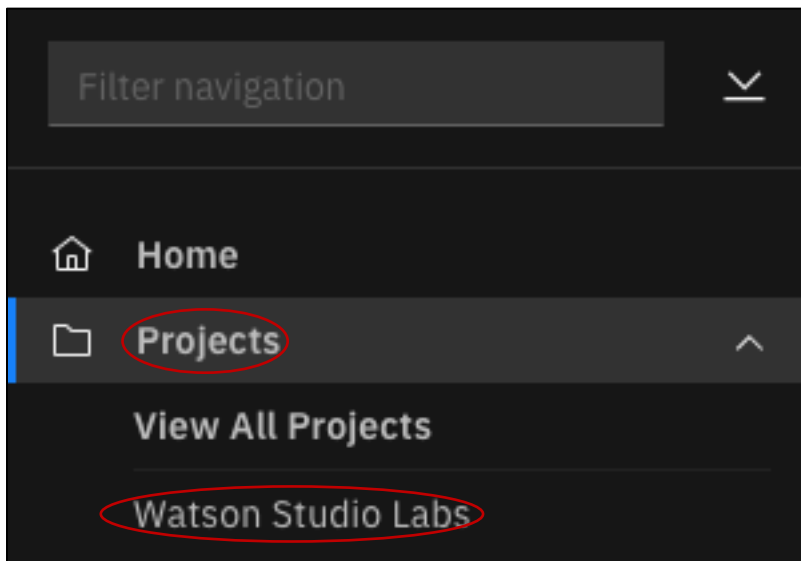 Filter navigation
Home
Projects
View All Projects
Watson Studio Labs